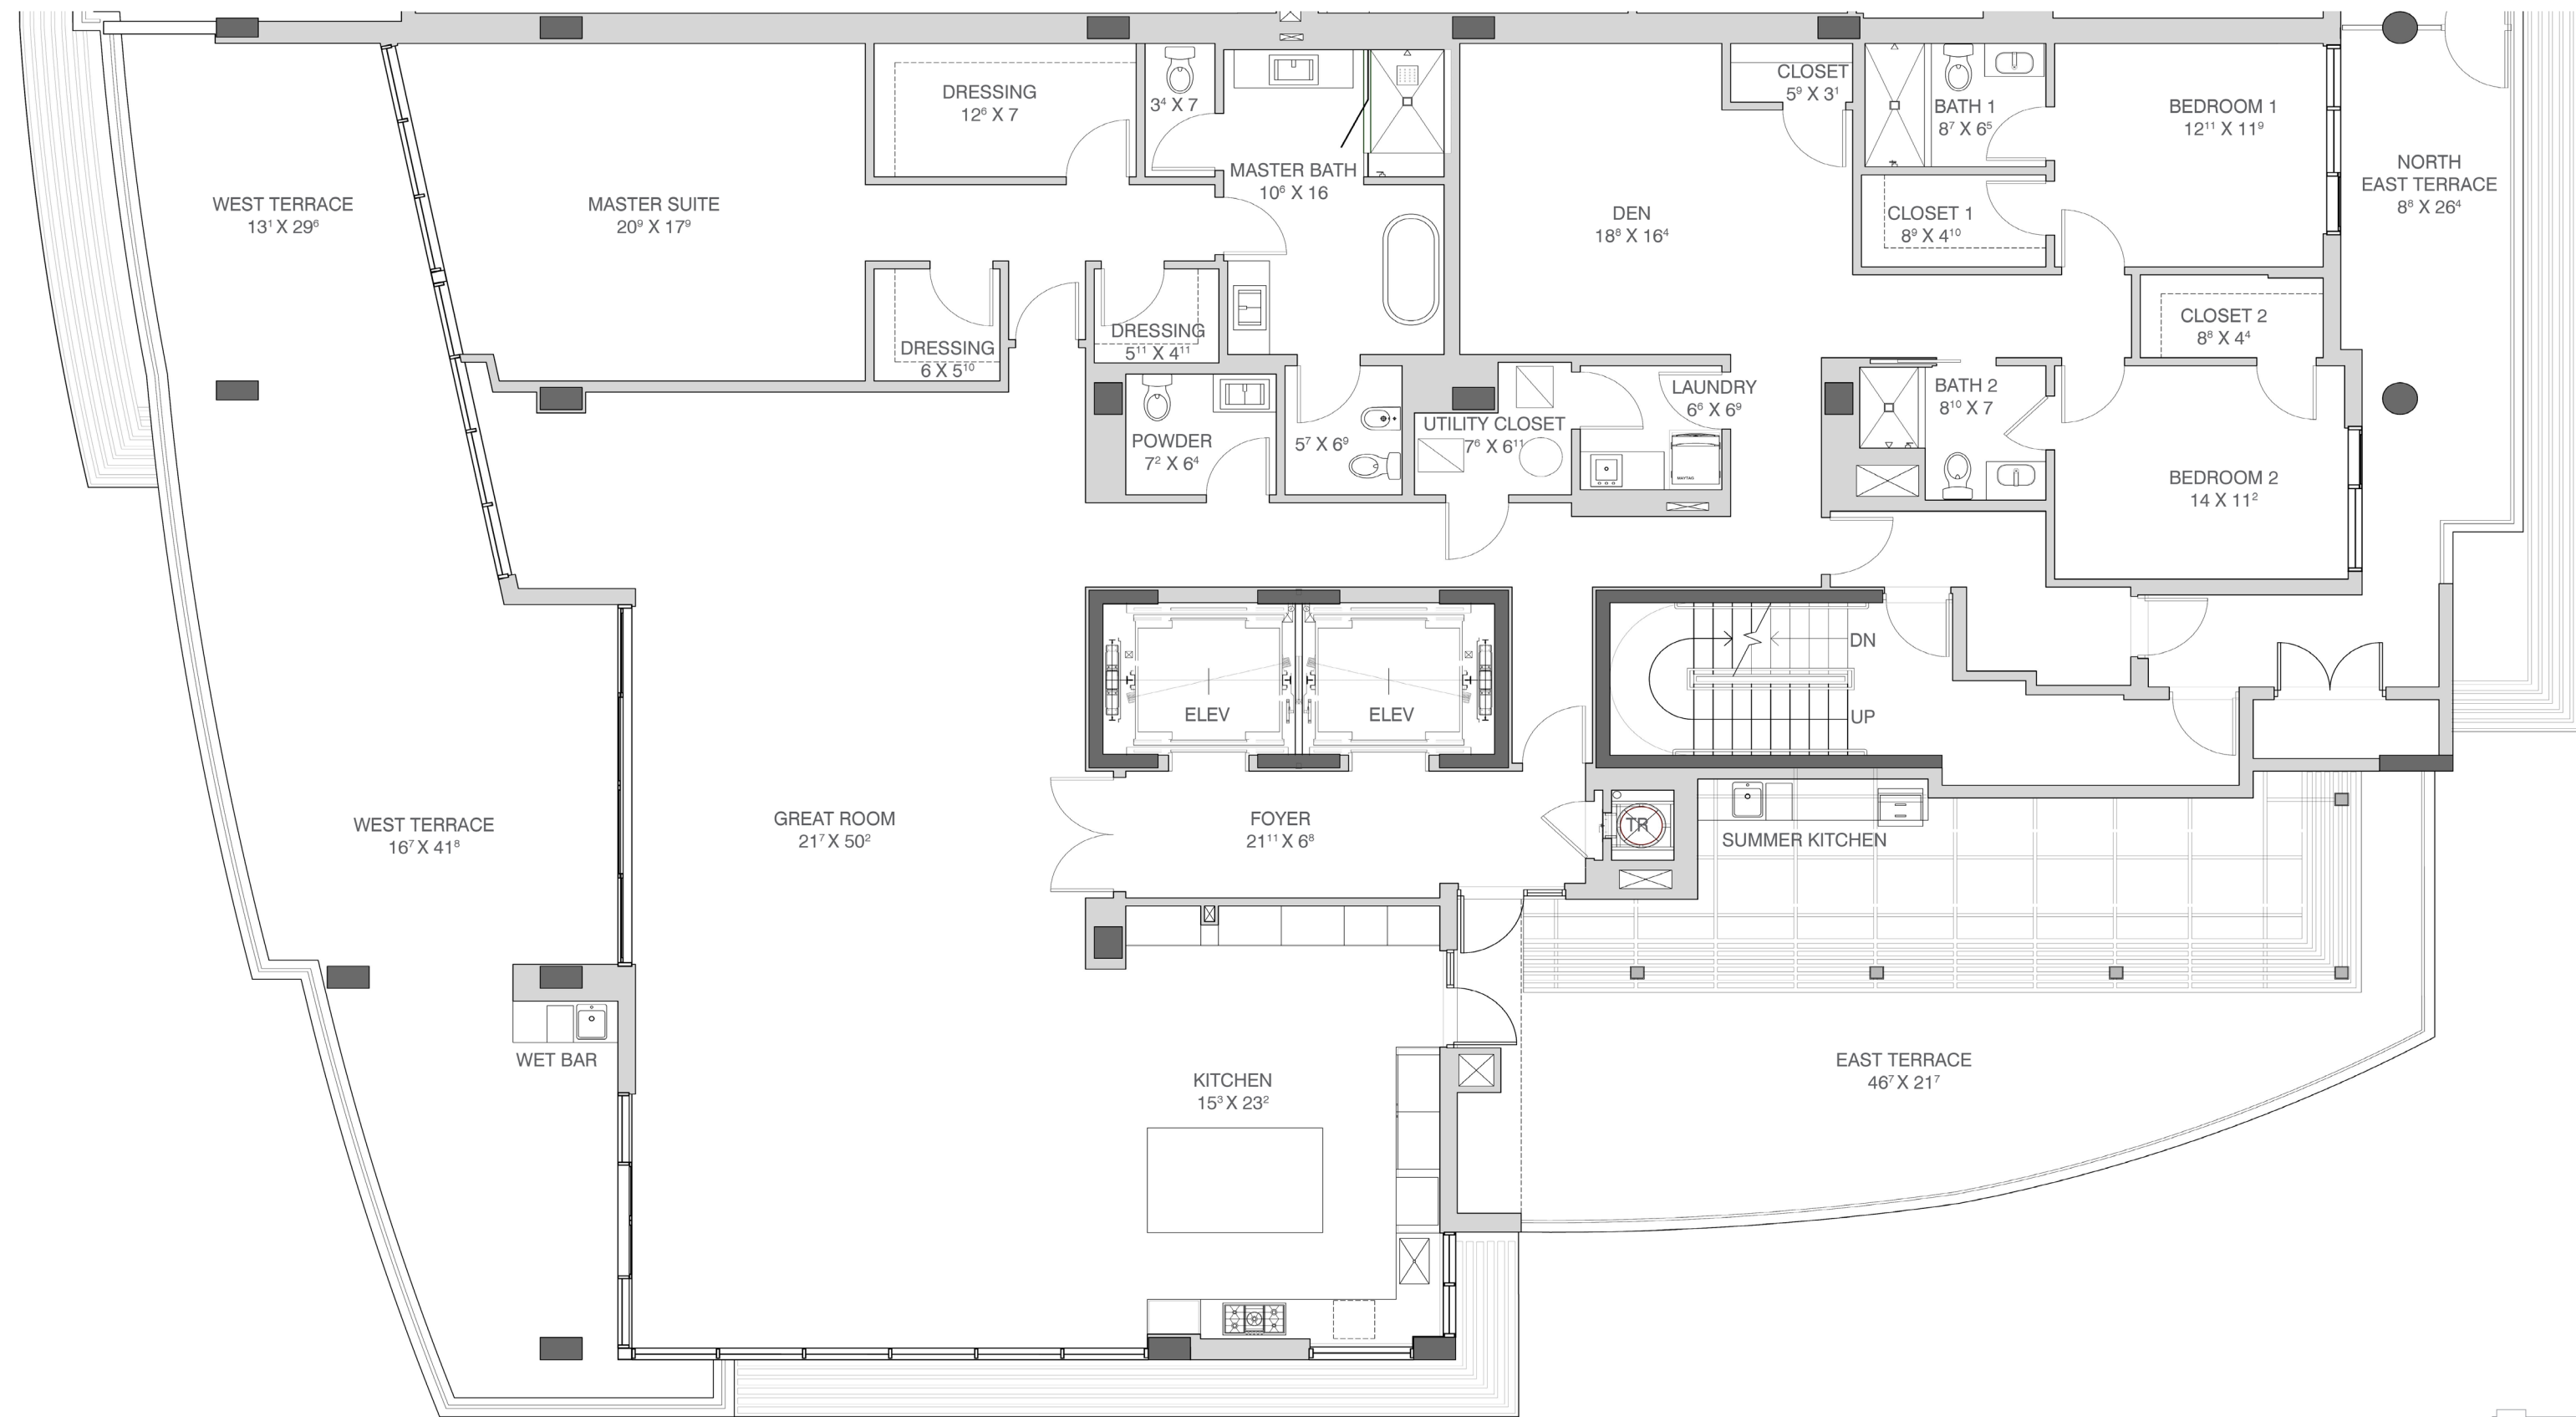 DRESSING
12⁶ X 7
3⁴ X 7
CLOSET
5⁹ X 3¹
BATH 1
8⁷ X 6⁵
BEDROOM 1
12¹¹ X 11⁹
NORTH
EAST TERRACE
8⁸ X 26⁴
WEST TERRACE
13¹ X 29⁶
MASTER SUITE
20⁹ X 17⁹
MASTER BATH
10⁶ X 16
DEN
18⁸ X 16⁴
CLOSET 1
8⁹ X 4¹⁰
DRESSING
6 X 5¹⁰
DRESSING
5¹¹ X 4¹¹
CLOSET 2
8⁸ X 4⁴
POWDER
7² X 6⁴
5⁷ X 6⁹
UTILITY CLOSET
7⁶ X 6¹¹
LAUNDRY
6⁶ X 6⁹
MAYTAG
BATH 2
8¹⁰ X 7
BEDROOM 2
14 X 11²
DN
UP
ELEV
ELEV
WEST TERRACE
16⁷ X 41⁸
GREAT ROOM
21⁷ X 50²
FOYER
21¹¹ X 6⁸
TR
SUMMER KITCHEN
WET BAR
KITCHEN
15³ X 23²
EAST TERRACE
46⁷ X 21⁷